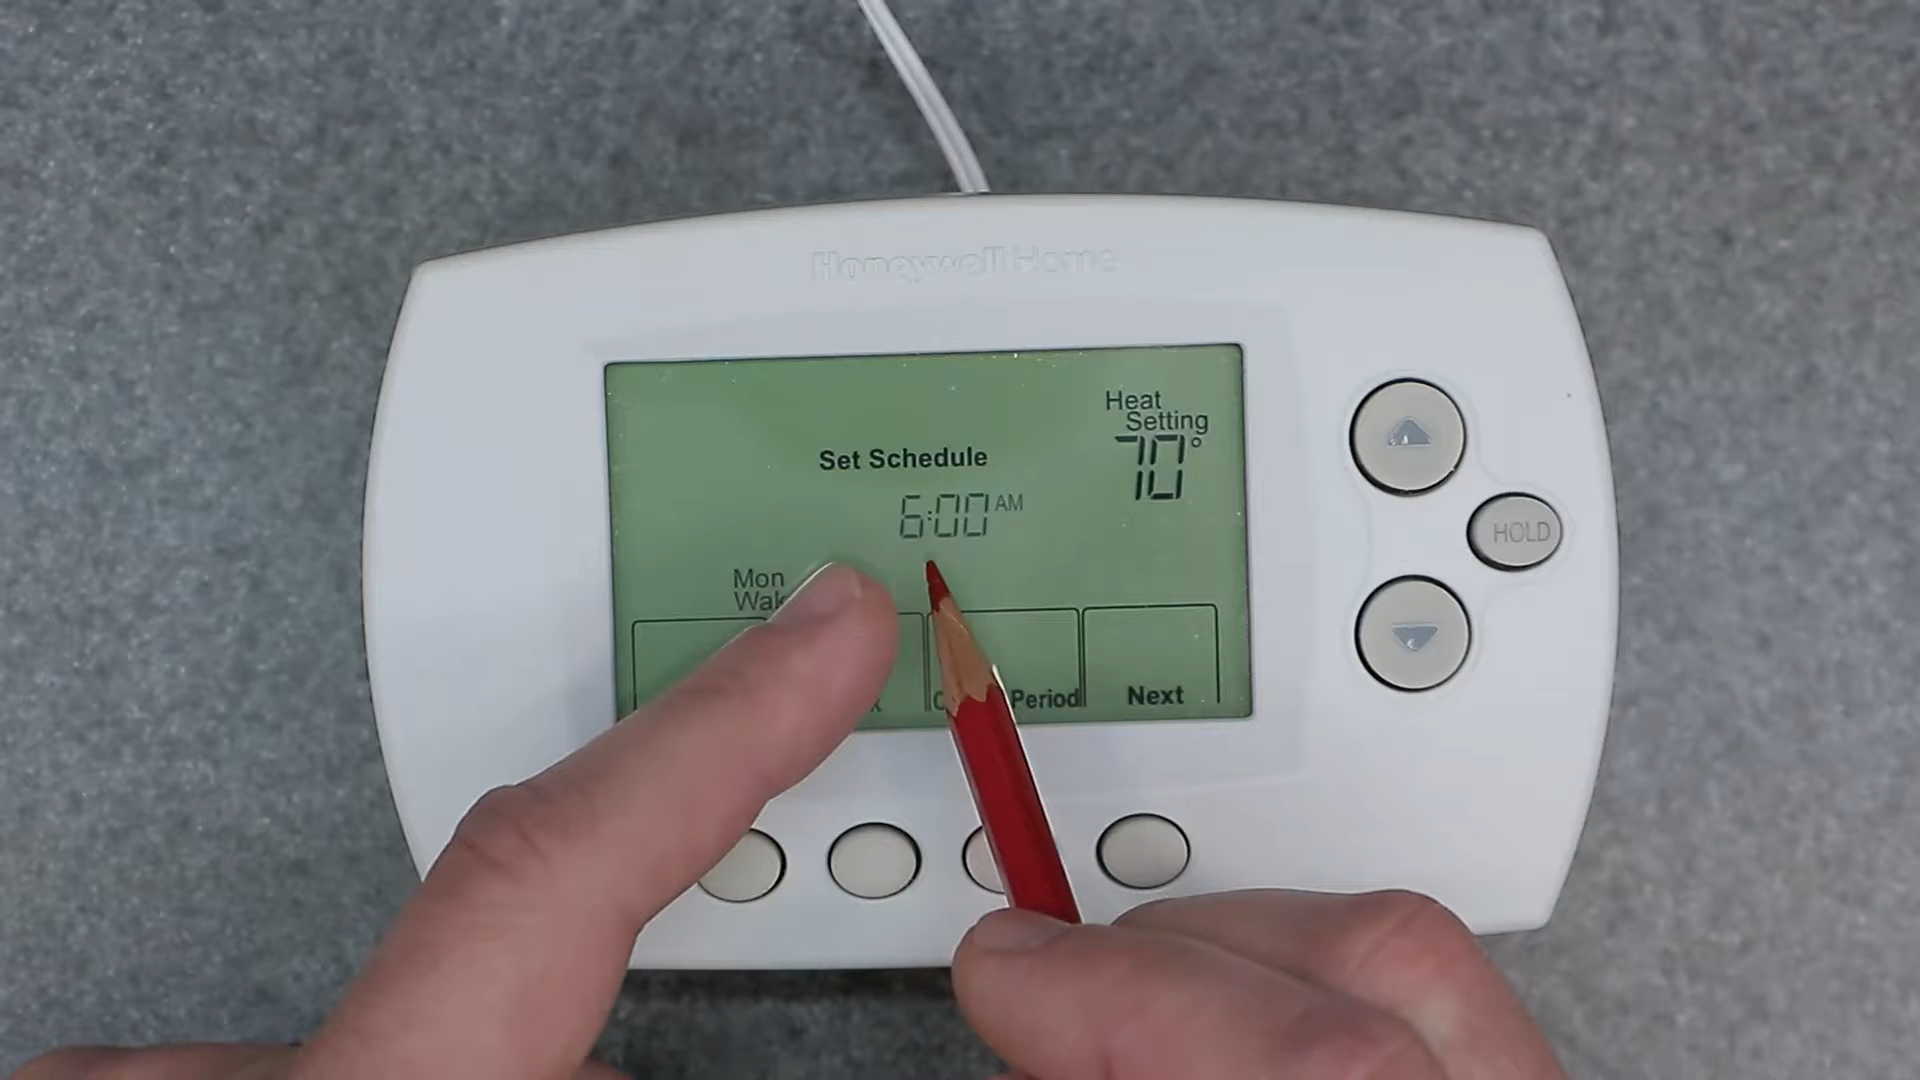 Honeywell Home
Heat
Setting
70°
Set Schedule
6:00 AM
Mon
Period
Next
HOLD